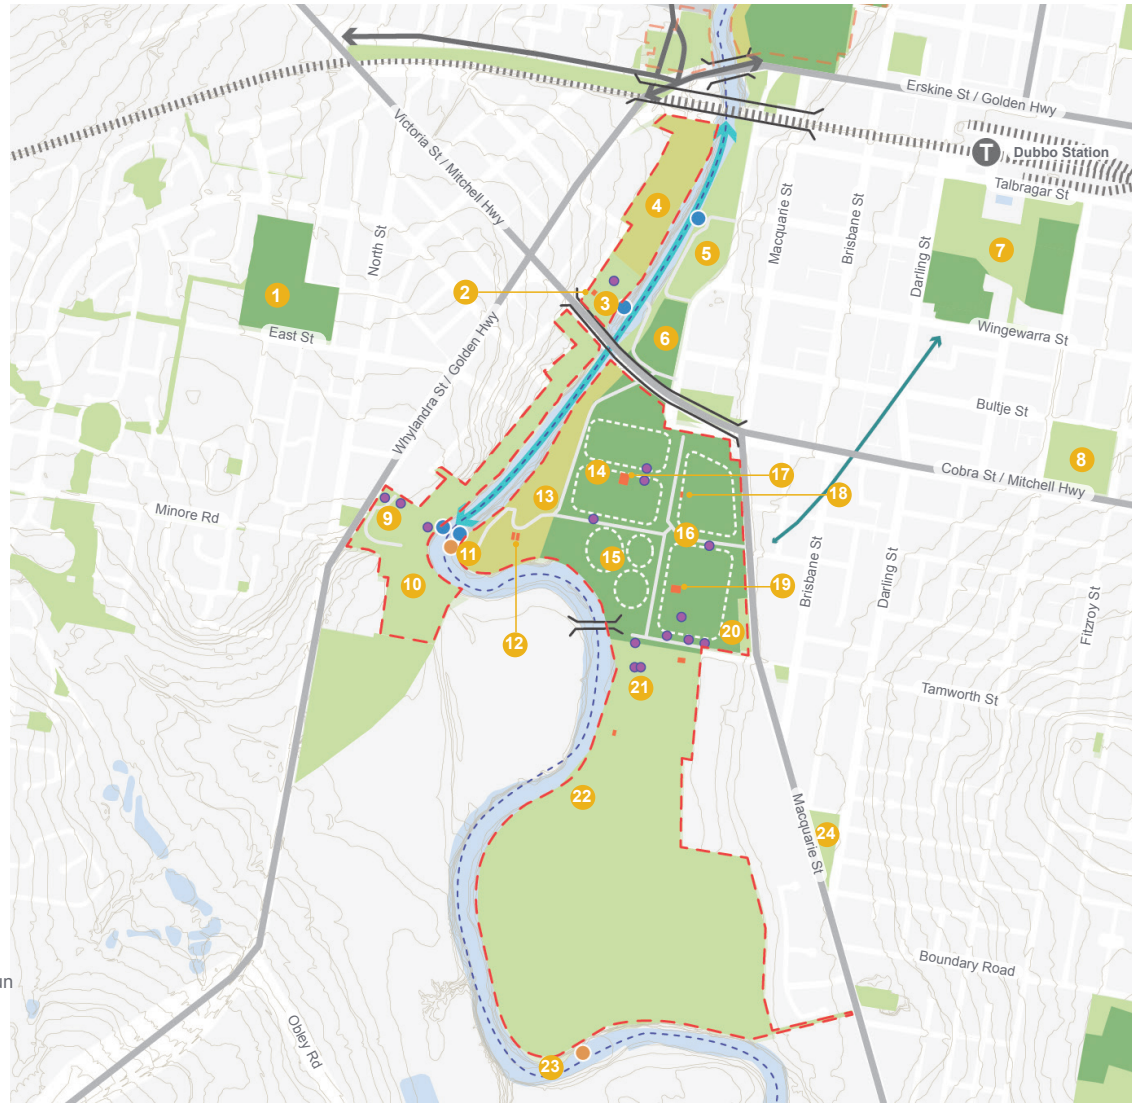 Erskine St / Golden Hwy
T
Dubbo Station
Talbragar St
Victoria St / Mitchell Hwy
Macquarie St
Brisbane St
Darling St
North St
4
5
7
2
3
1
East St
6
Wingewarra St
Whylandra St / Golden Hwy
Bultje St
8
Cobra St / Mitchell Hwy
14
17
18
13
Minore Rd
9
16
11
15
10
19
Brisbane St
Darling St
Fitzroy St
12
20
21
Tamworth St
22
Macquarie St
24
Boundary Road
un
Obley Rd
23